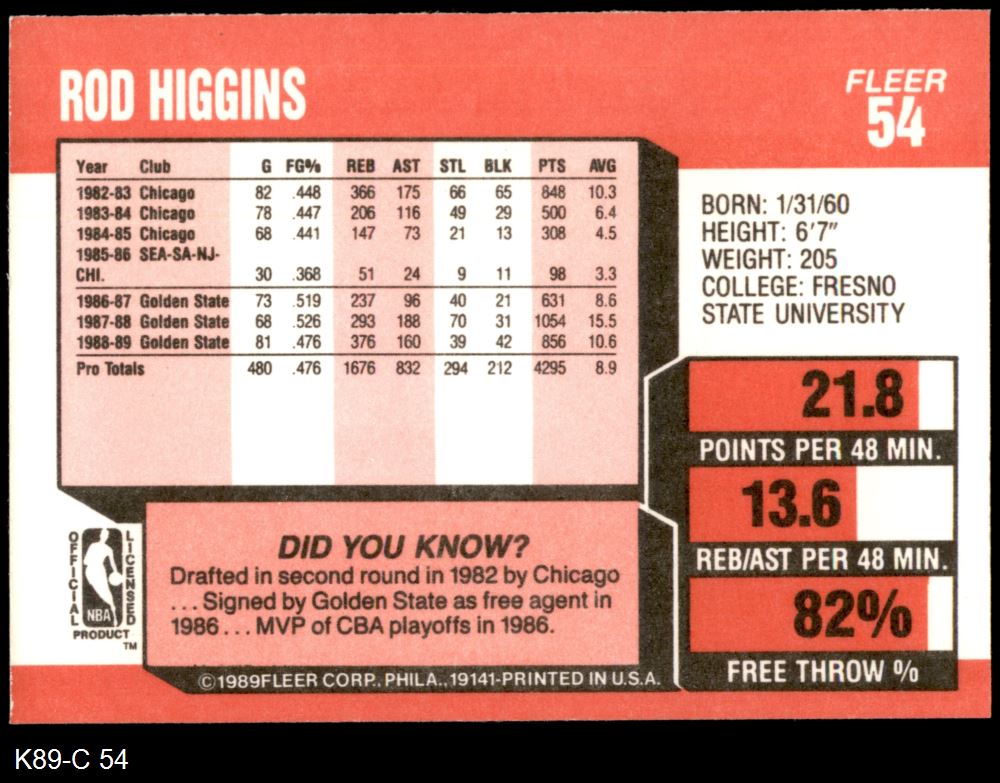 ROD HIGGINS
FLEER
54
Year Club G FG% REB AST STL BLK PTS AVG
1982-83 Chicago 82 .448 366 175 66 65 848 10.3
1983-84 Chicago 78 .447 206 116 49 29 500 6.4
1984-85 Chicago 68 .441 147 73 21 13 308 4.5
1985-86 SEA-SA-NJ-
CHI. 30 .368 51 24 9 11 98 3.3
1986-87 Golden State 73 .519 237 96 40 21 631 8.6
1987-88 Golden State 68 .526 293 188 70 31 1054 15.5
1988-89 Golden State 81 .476 376 160 39 42 856 10.6
Pro Totals 480 .476 1676 832 294 212 4295 8.9
BORN: 1/31/60
HEIGHT: 6'7"
WEIGHT: 205
COLLEGE: FRESNO
STATE UNIVERSITY
21.8
POINTS PER 48 MIN.
13.6
REB/AST PER 48 MIN.
82%
FREE THROW %
DID YOU KNOW?
Drafted in second round in 1982 by Chicago
...Signed by Golden State as free agent in
1986...MVP of CBA playoffs in 1986.
OFFICIAL LICENSED
NBA
PRODUCT
TM
©1989FLEER CORP., PHILA., 19141-PRINTED IN U.S.A.
K89-C 54